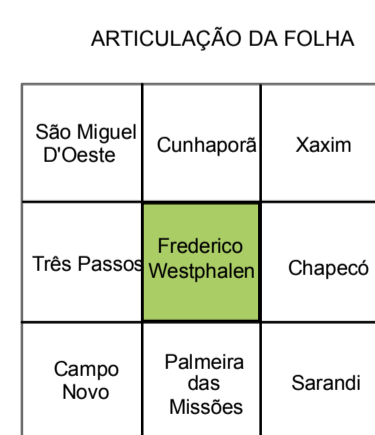 ARTICULAÇÃO DA FOLHA
São Miguel
D'Oeste
Cunhaporã
Xaxim
Três Passos
Frederico
Westphalen
Chapecó
Campo
Novo
Palmeira
das
Missões
Sarandi